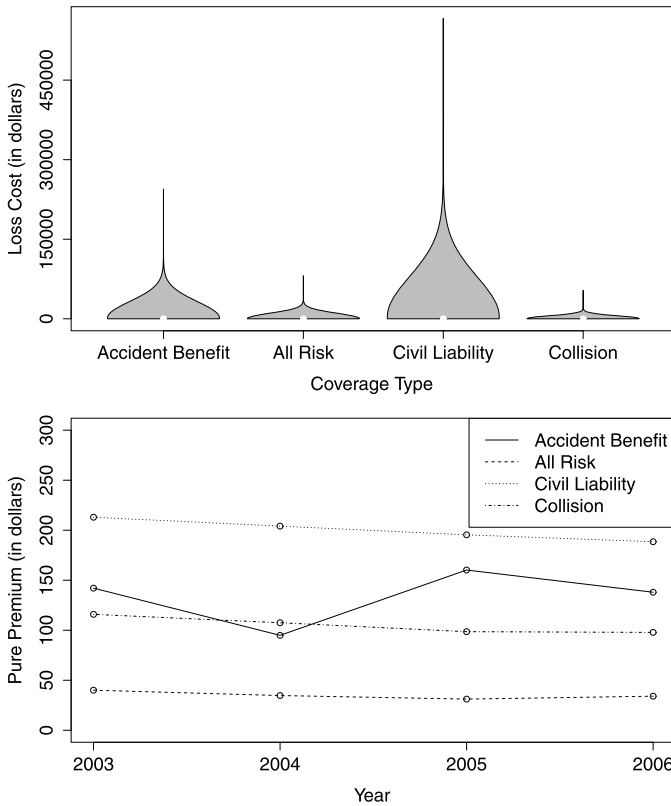 Loss Cost (in dollars)
450000
300000
150000
0
Accident Benefit All Risk Civil Liability Collision
Coverage Type
Pure Premium (in dollars)
300
250
200
150
100
50
0
Accident Benefit
All Risk
Civil Liability
Collision
2003 2004 2005 2006
Year